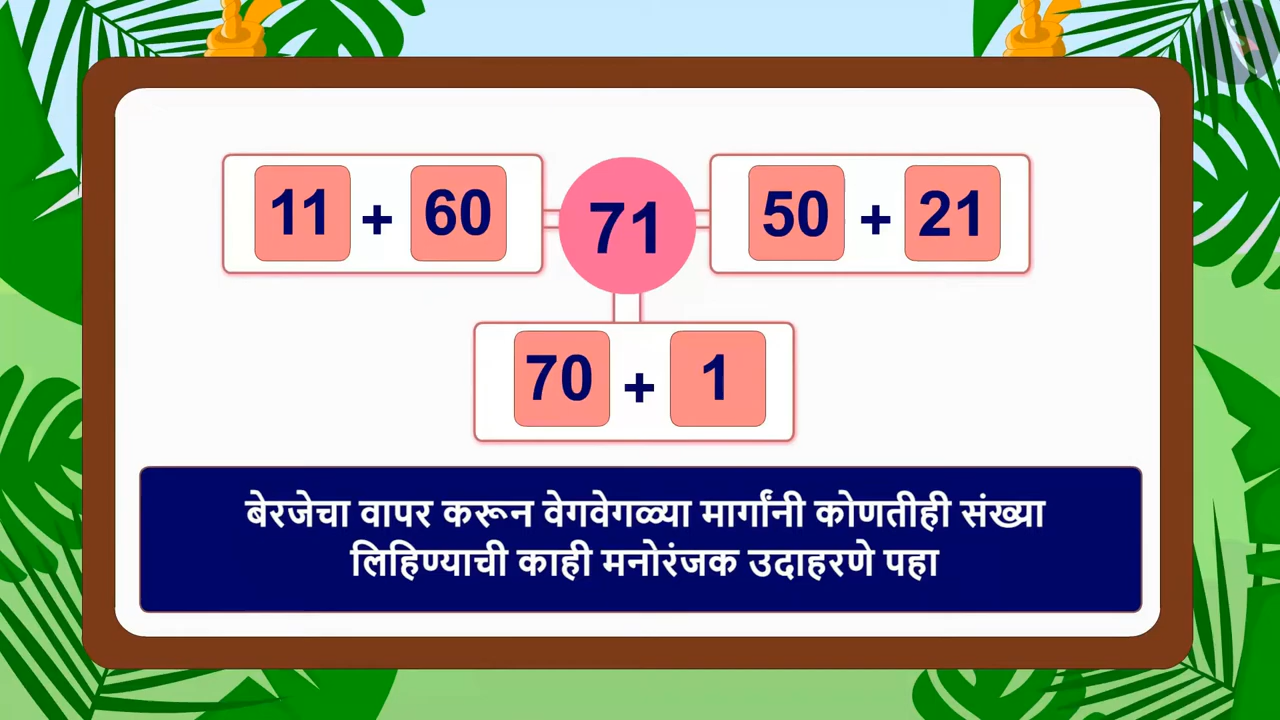 11 + 60
71
50 + 21
70 + 1
बेरजेचा वापर करून वेगवेगळ्या मार्गांनी कोणतीही संख्या
लिहिण्याची काही मनोरंजक उदाहरणे पहा